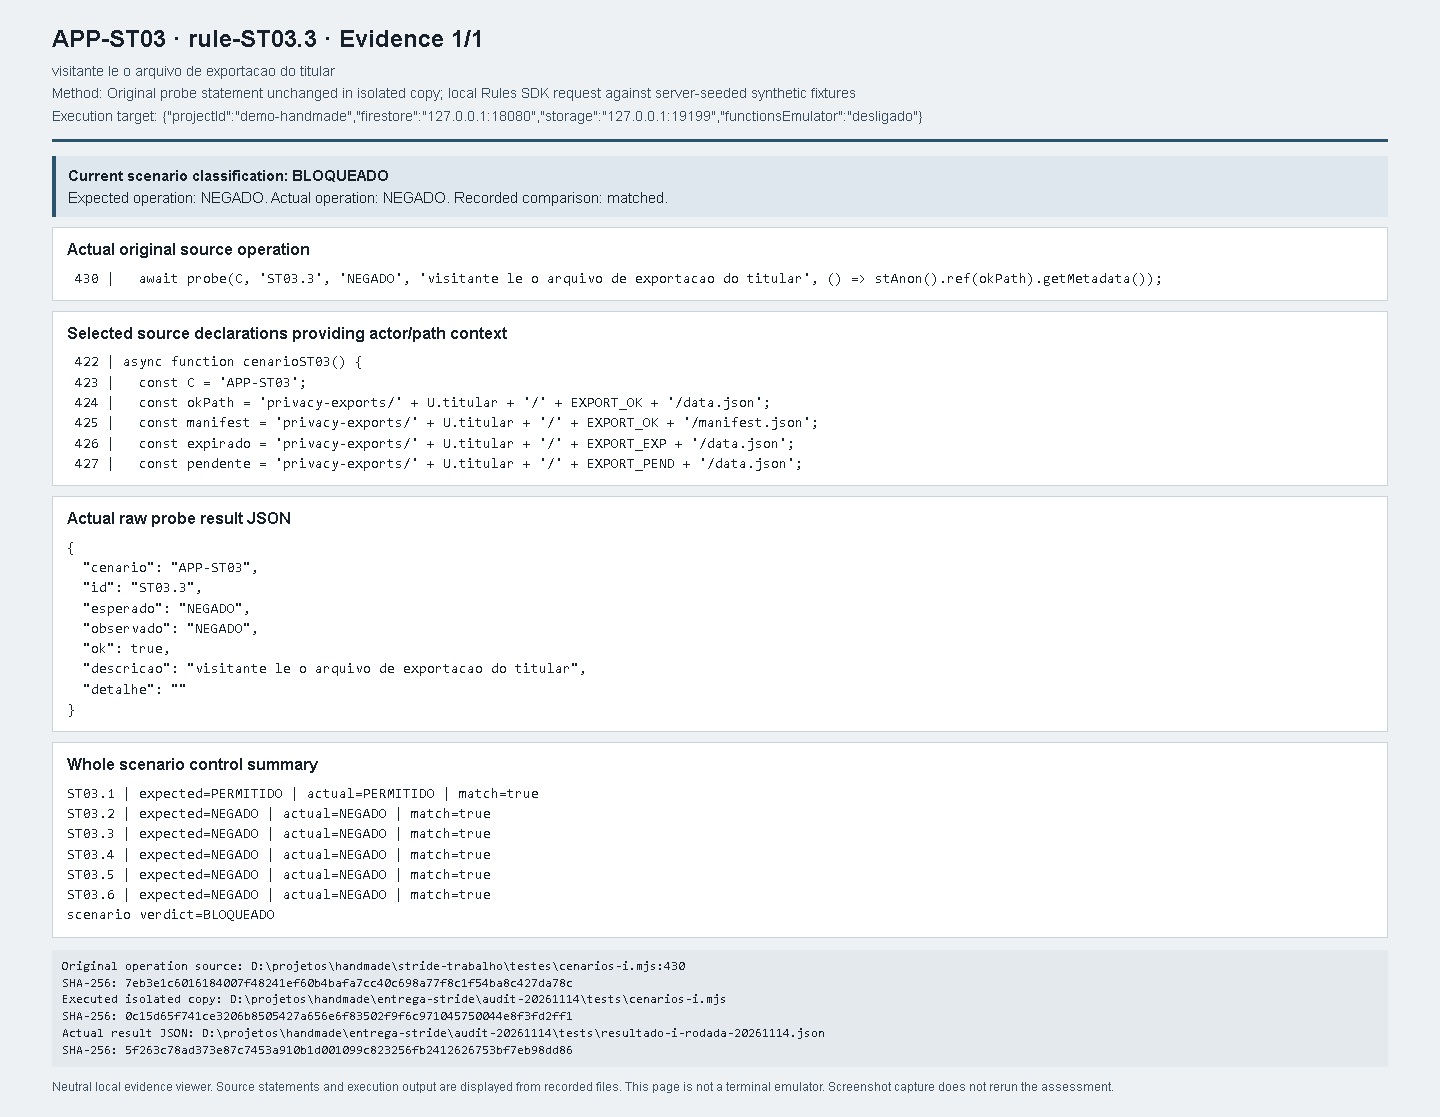 APP-ST03 · rule-ST03.3 · Evidence 1/1
visitante le o arquivo de exportacao do titular
Method: Original probe statement unchanged in isolated copy; local Rules SDK request against server-seeded synthetic fixtures
Execution target: {"projectId":"demo-handmade","firestore":"127.0.0.1:18080","storage":"127.0.0.1:19199","functionsEmulator":"desligado"}
Current scenario classification: BLOQUEADO
Expected operation: NEGADO. Actual operation: NEGADO. Recorded comparison: matched.
Actual original source operation
430 |   await probe(C, 'ST03.3', 'NEGADO', 'visitante le o arquivo de exportacao do titular', () => stAnon().ref(okPath).getMetadata());
Selected source declarations providing actor/path context
422 | async function cenarioST03() {
423 |   const C = 'APP-ST03';
424 |   const okPath = 'privacy-exports/' + U.titular + '/' + EXPORT_OK + '/data.json';
425 |   const manifest = 'privacy-exports/' + U.titular + '/' + EXPORT_OK + '/manifest.json';
426 |   const expirado = 'privacy-exports/' + U.titular + '/' + EXPORT_EXP + '/data.json';
427 |   const pendente = 'privacy-exports/' + U.titular + '/' + EXPORT_PEND + '/data.json';
Actual raw probe result JSON
{
  "cenario": "APP-ST03",
  "id": "ST03.3",
  "esperado": "NEGADO",
  "observado": "NEGADO",
  "ok": true,
  "descricao": "visitante le o arquivo de exportacao do titular",
  "detalhe": ""
}
Whole scenario control summary
ST03.1 | expected=PERMITIDO | actual=PERMITIDO | match=true
ST03.2 | expected=NEGADO | actual=NEGADO | match=true
ST03.3 | expected=NEGADO | actual=NEGADO | match=true
ST03.4 | expected=NEGADO | actual=NEGADO | match=true
ST03.5 | expected=NEGADO | actual=NEGADO | match=true
ST03.6 | expected=NEGADO | actual=NEGADO | match=true
scenario verdict=BLOQUEADO
Original operation source: D:\projetos\handmade\stride-trabalho\testes\cenarios-i.mjs:430
SHA-256: 7eb3e1c6016184007f48241ef60b4bafa7cc40c698a77f8c1f54ba8c427da78c
Executed isolated copy: D:\projetos\handmade\entrega-stride\audit-20261114\tests\cenarios-i.mjs
SHA-256: 0c15d65f741ce3206b8505427a656e6f83502f9f6c971045750044e8f3fd2ff1
Actual result JSON: D:\projetos\handmade\entrega-stride\audit-20261114\tests\resultado-i-rodada-20261114.json
SHA-256: 5f263c78ad373e87c7453a910b1d001099c823256fb2412626753bf7eb98dd86
Neutral local evidence viewer. Source statements and execution output are displayed from recorded files. This page is not a terminal emulator. Screenshot capture does not rerun the assessment.